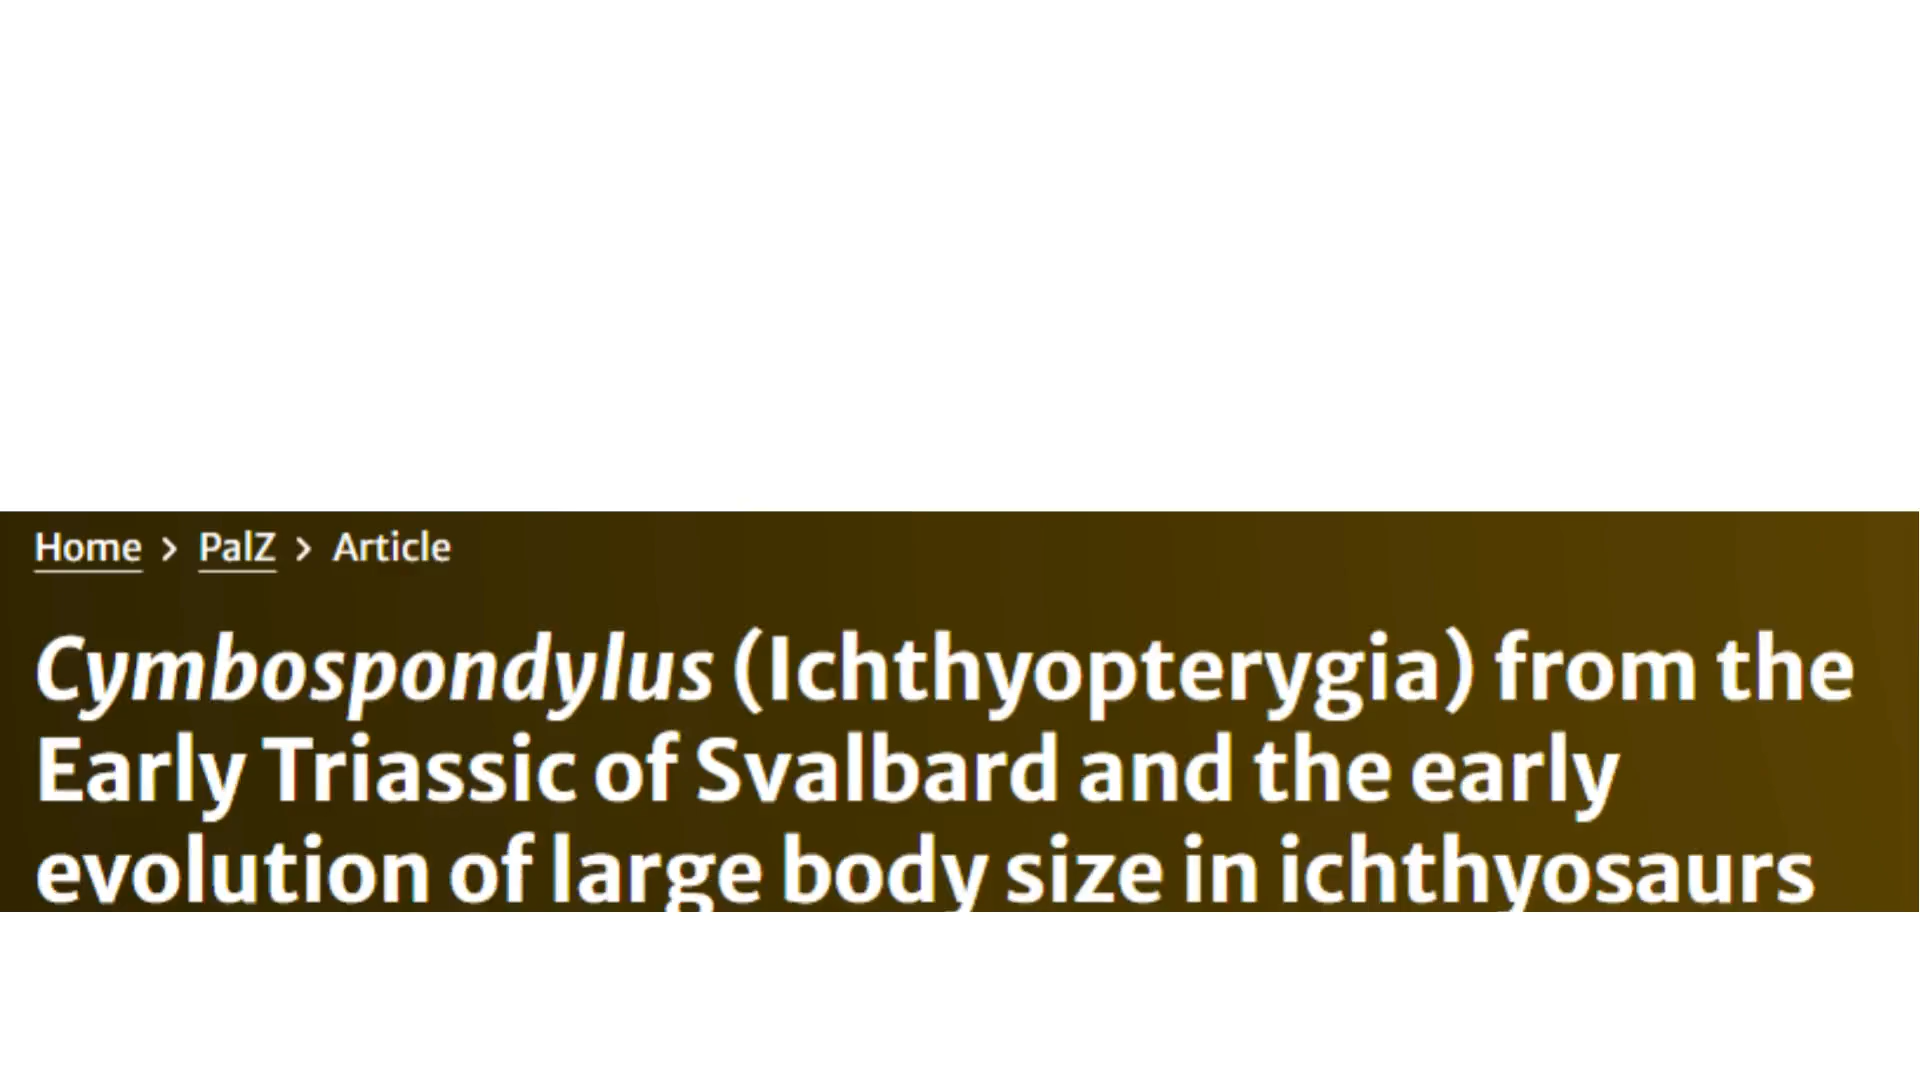 Home > PalZ > Article
Cymbospondylus (Ichthyopterygia) from the
Early Triassic of Svalbard and the early
evolution of large body size in ichthyosaurs